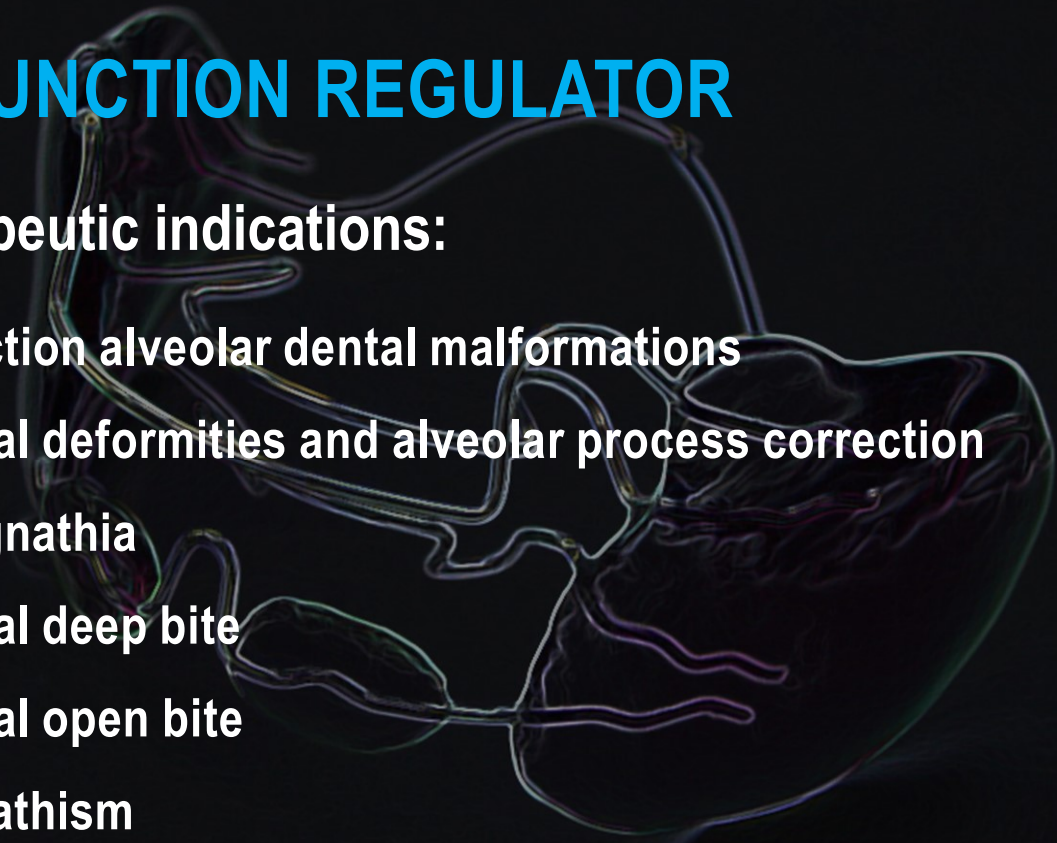 UNCTION REGULATOR
peutic indications:
ction alveolar dental malformations
al deformities and alveolar process correction
gnathia
al deep bite
al open bite
athism